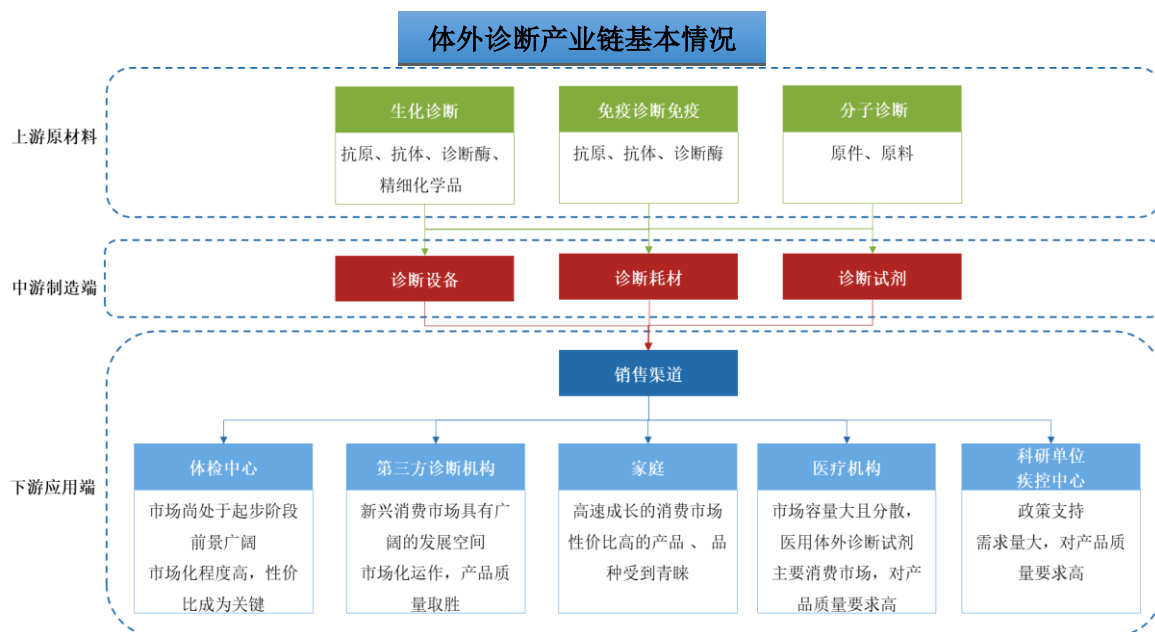 体外诊断产业链基本情况
上游原材料
生化诊断
抗原、抗体、诊断酶、
精细化学品
免疫诊断免疫
抗原、抗体、诊断酶
分子诊断
原件、原料
中游制造端
诊断设备
诊断耗材
诊断试剂
下游应用端
销售渠道
体检中心
市场尚处于起步阶段
前景广阔
市场化程度高，性价
比成为关键
第三方诊断机构
新兴消费市场具有广
阔的发展空间
市场化运作，产品质
量取胜
家庭
高速成长的消费市场
性价比高的产品 、 品
种受到青睐
医疗机构
市场容量大且分散，
医用体外诊断试剂
主要消费市场，对产
品质量要求高
科研单位
疾控中心
政策支持
需求量大，对产品质
量要求高